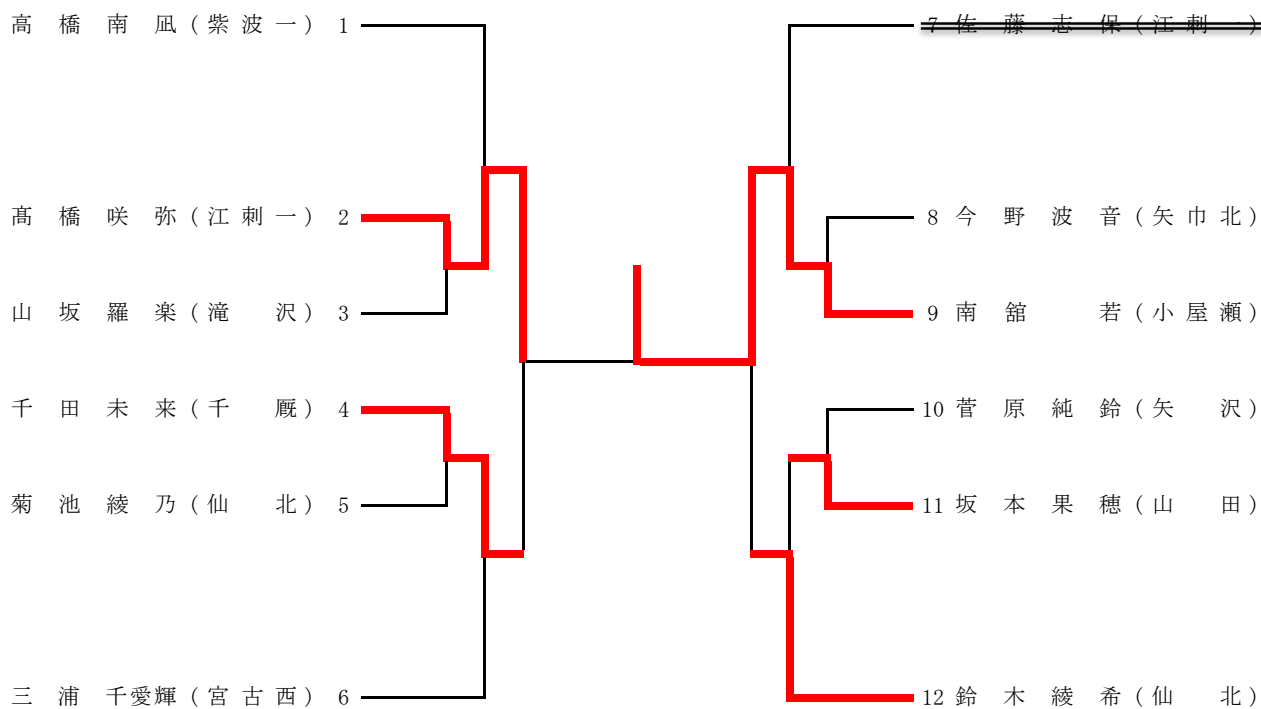 高橋南凪(紫波一) 1
髙橋咲弥(江刺一) 2
山坂羅楽(滝沢) 3
千田未来(千厩) 4
菊池綾乃(仙北) 5
三浦千愛輝(宮古西) 6
7 佐藤志保(江刺一)
8 今野波音(矢巾北)
9 南舘若(小屋瀬)
10 菅原純鈴(矢沢)
11 坂本果穂(山田)
12 鈴木綾希(仙北)